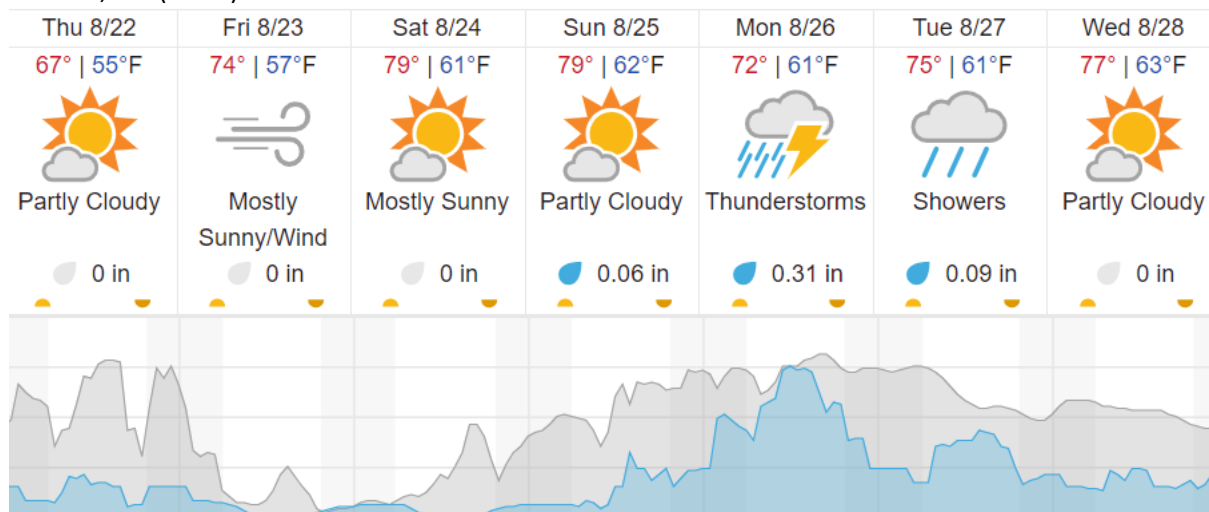 Thu 8/22 Fri 8/23 Sat 8/24 Sun 8/25 Mon 8/26 Tue 8/27 Wed 8/28
67° | 55°F 74° | 57°F 79° | 61°F 79° | 62°F 72° | 61°F 75° | 61°F 77° | 63°F
Partly Cloudy Mostly Mostly Sunny Partly Cloudy Thunderstorms Showers Partly Cloudy
Sunny/Wind
0 in 0 in 0 in 0.06 in 0.31 in 0.09 in 0 in